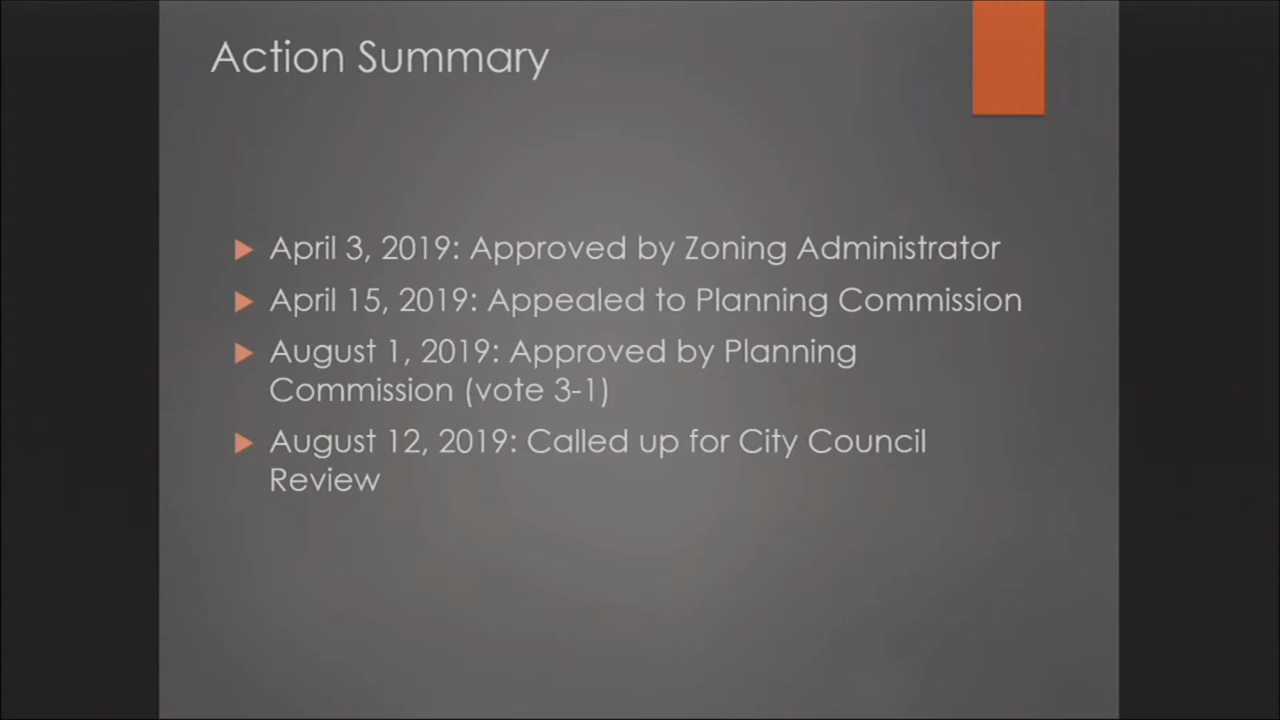 Action Summary
April 3, 2019: Approved by Zoning Administrator
April 15, 2019: Appealed to Planning Commission
August 1, 2019: Approved by Planning
Commission (vote 3-1)
August 12, 2019: Called up for City Council
Review